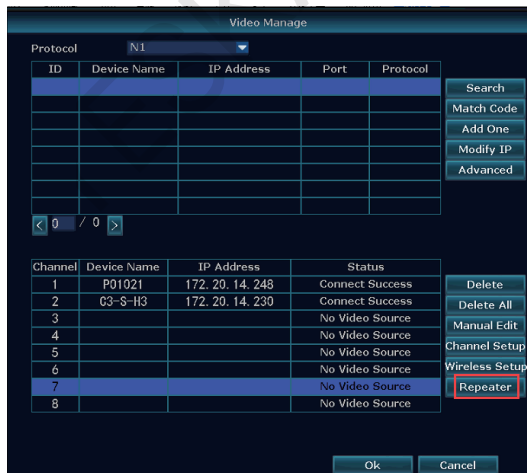 Video Manage
Protocol N1
ID Device Name IP Address Port Protocol
Search
Match Code
Add One
Modify IP
Advanced
< 0 / 0 >
Channel Device Name IP Address Status
1 P01021 172. 20. 14. 248 Connect Success Delete
2 C3-S-H3 172. 20. 14. 230 Connect Success Delete All
3 No Video Source Manual Edit
4 No Video Source
5 No Video Source Channel Setup
6 No Video Source Wireless Setup
7 No Video Source Repeater
8 No Video Source
Ok Cancel